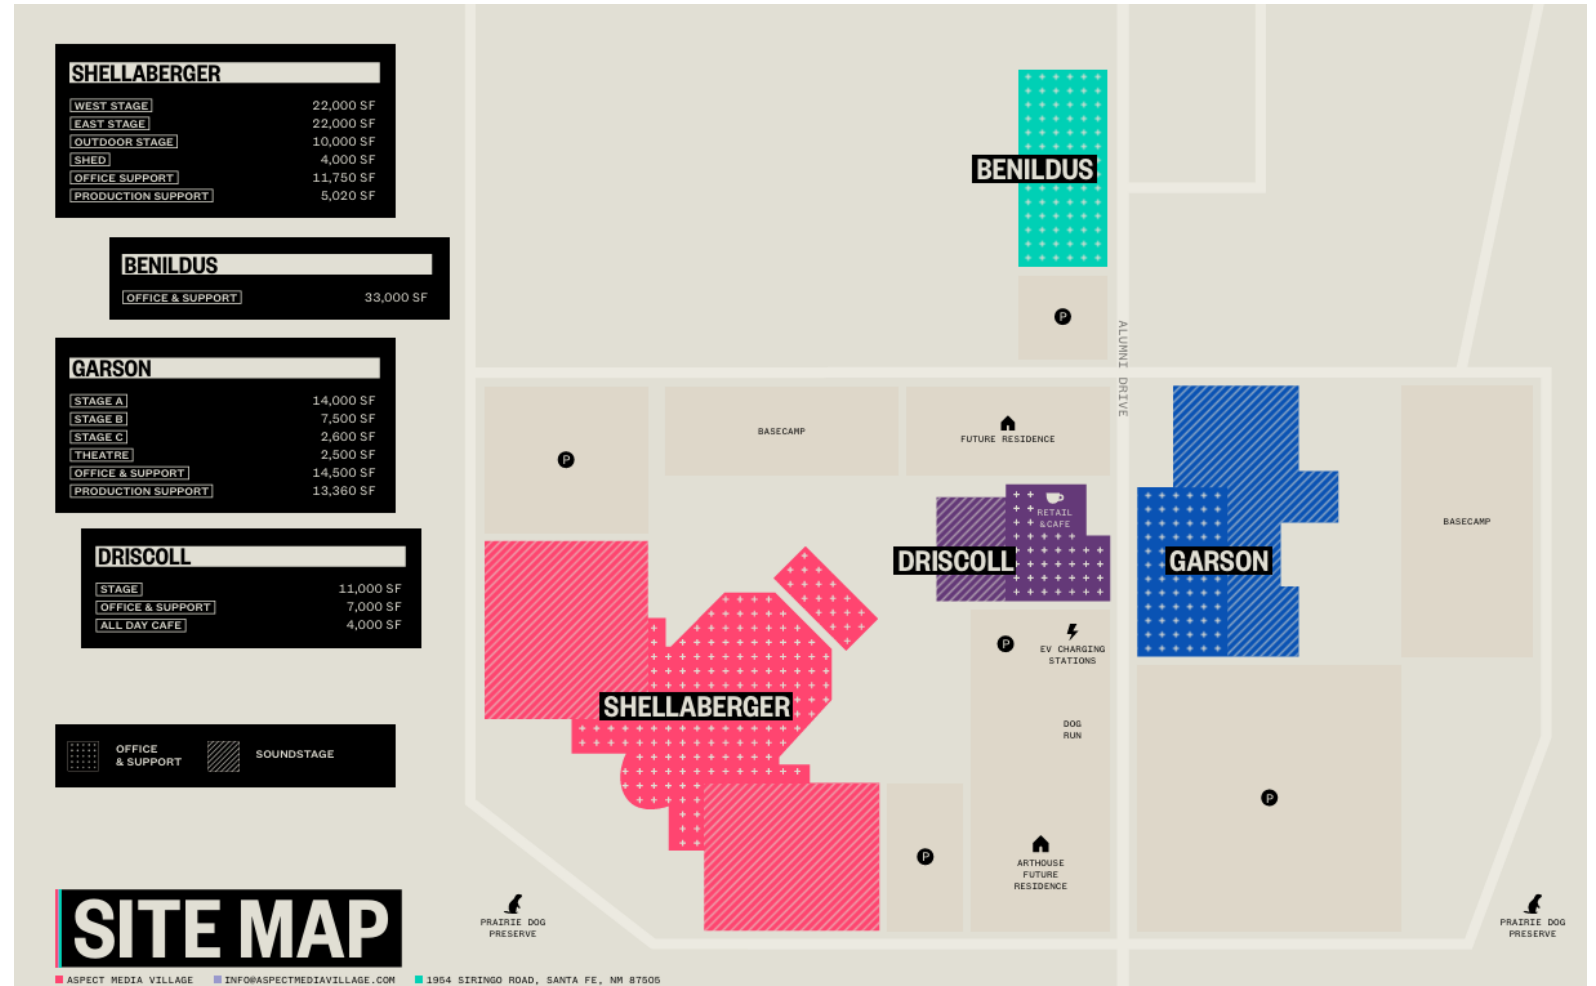 SHELLABERGER
WEST STAGE 22,000 SF
EAST STAGE 22,000 SF
OUTDOOR STAGE 10,000 SF
SHED 4,000 SF
OFFICE SUPPORT 11,750 SF
PRODUCTION SUPPORT 5,020 SF
BENILDUS
OFFICE & SUPPORT 33,000 SF
GARSON
STAGE A 14,000 SF
STAGE B 7,500 SF
STAGE C 2,600 SF
THEATRE 2,500 SF
OFFICE & SUPPORT 14,500 SF
PRODUCTION SUPPORT 13,360 SF
DRISCOLL
STAGE 11,000 SF
OFFICE & SUPPORT 7,000 SF
ALL DAY CAFE 4,000 SF
OFFICE
& SUPPORT
SOUNDSTAGE
SITE MAP
ASPECT MEDIA VILLAGE INFO@ASPECTMEDIAVILLAGE.COM 1954 SIRINGO ROAD, SANTA FE, NM 87505
BENILDUS
P
ALUMNI DRIVE
P
BASECAMP
FUTURE RESIDENCE
RETAIL
&CAFE
DRISCOLL
GARSON
BASECAMP
SHELLABERGER
P
EV CHARGING
STATIONS
DOG
RUN
P
P
ARTHOUSE
FUTURE
RESIDENCE
PRAIRIE DOG
PRESERVE
PRAIRIE DOG
PRESERVE